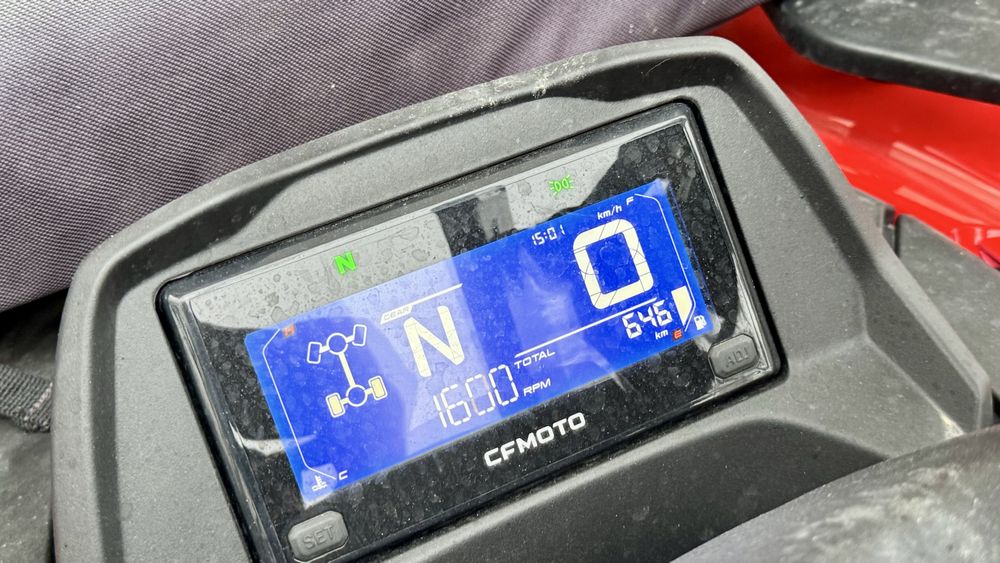 N
km/h F
15:01
0
H
GEAR
N
646
km E
TOTAL
1600 RPM
C
CFMOTO
ADJ
SET